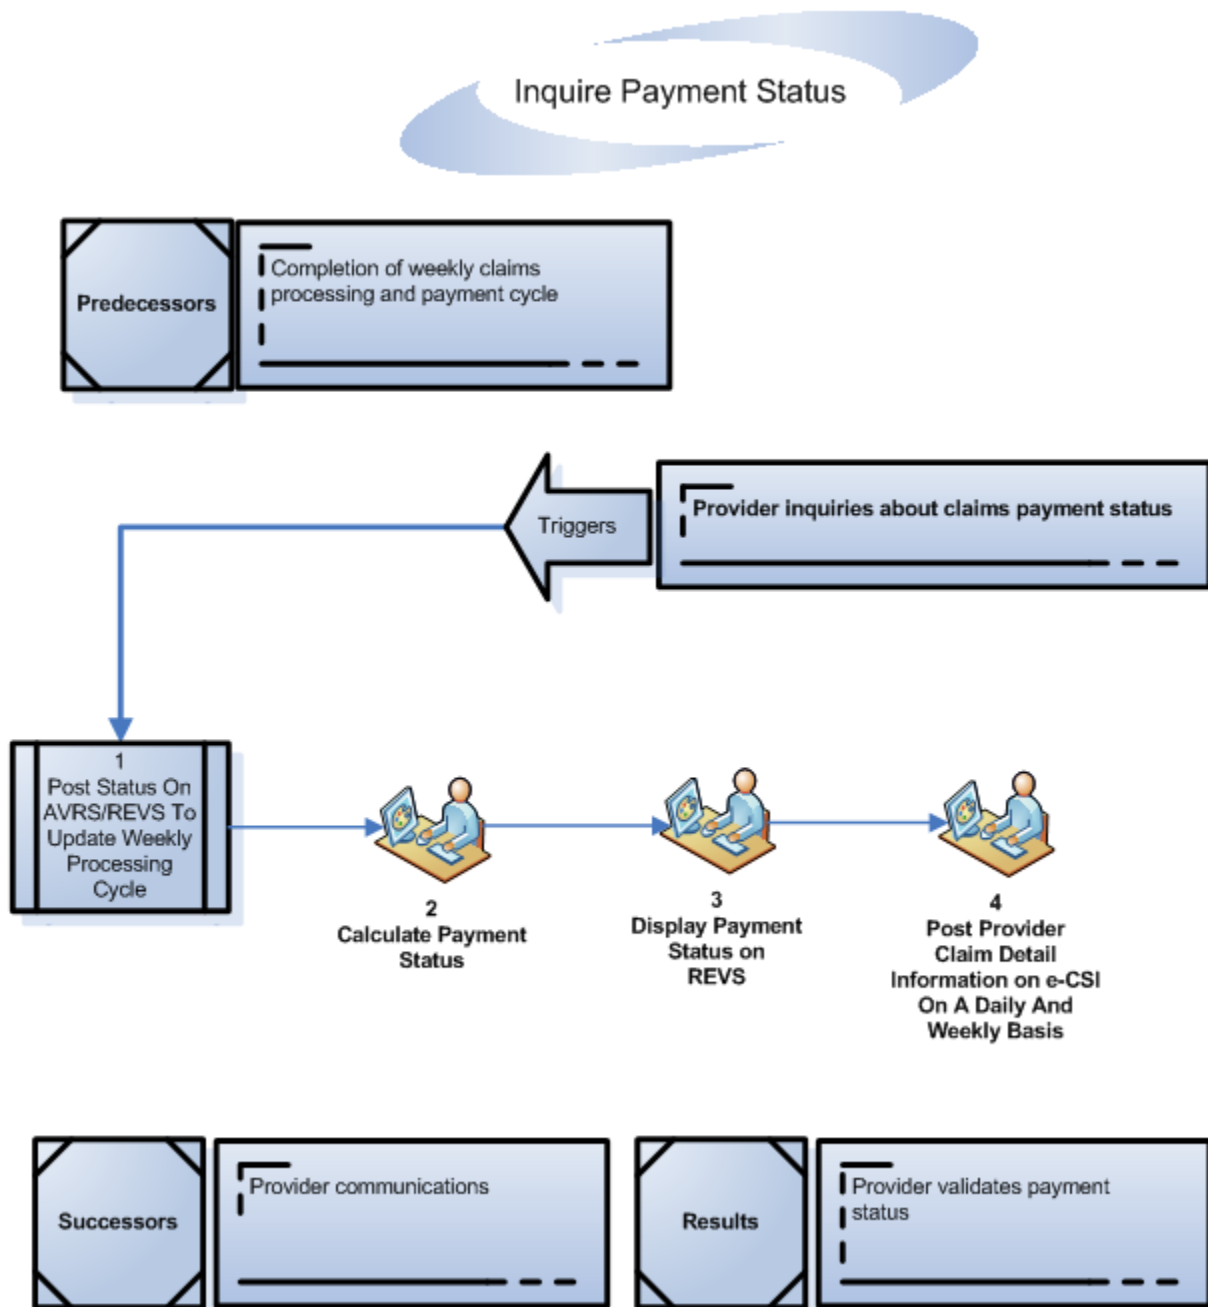 Inquire Payment Status
Predecessors
Completion of weekly claims
processing and payment cycle
Triggers
Provider inquiries about claims payment status
1
Post Status On
AVRS/REVS To
Update Weekly
Processing
Cycle
2
Calculate Payment
Status
3
Display Payment
Status on
REVS
4
Post Provider
Claim Detail
Information on e-CSI
On A Daily And
Weekly Basis
Successors
Provider communications
Results
Provider validates payment
status